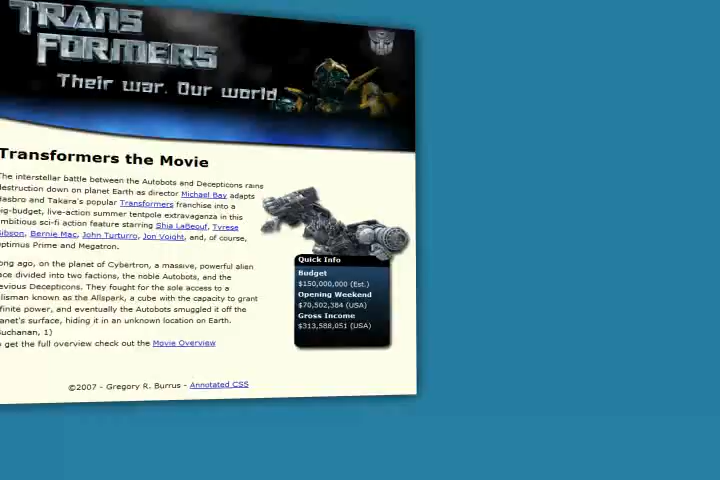 TRANS
FORMERS
Their war. Our world.
Transformers the Movie
The interstellar battle between the Autobots and Decepticons rains
destruction down on planet Earth as director Michael Bay adapts
Hasbro and Takara's popular Transformers franchise into a
big-budget, live-action summer tentpole extravaganza in this
ambitious sci-fi action feature starring Shia LaBeouf, Tyrese
Gibson, Bernie Mac, John Turturro, Jon Voight, and, of course,
Optimus Prime and Megatron.
ong ago, on the planet of Cybertron, a massive, powerful alien
ace divided into two factions, the noble Autobots, and the
evious Decepticons. They fought for the sole access to a
lisman known as the Allspark, a cube with the capacity to grant
finite power, and eventually the Autobots smuggled it off the
anet's surface, hiding it in an unknown location on Earth.
Buchanan, 1)
get the full overview check out the Movie Overview
Quick Info
Budget
$150,000,000 (Est.)
Opening Weekend
$70,502,384 (USA)
Gross Income
$313,588,051 (USA)
©2007 - Gregory R. Burrus - Annotated CSS